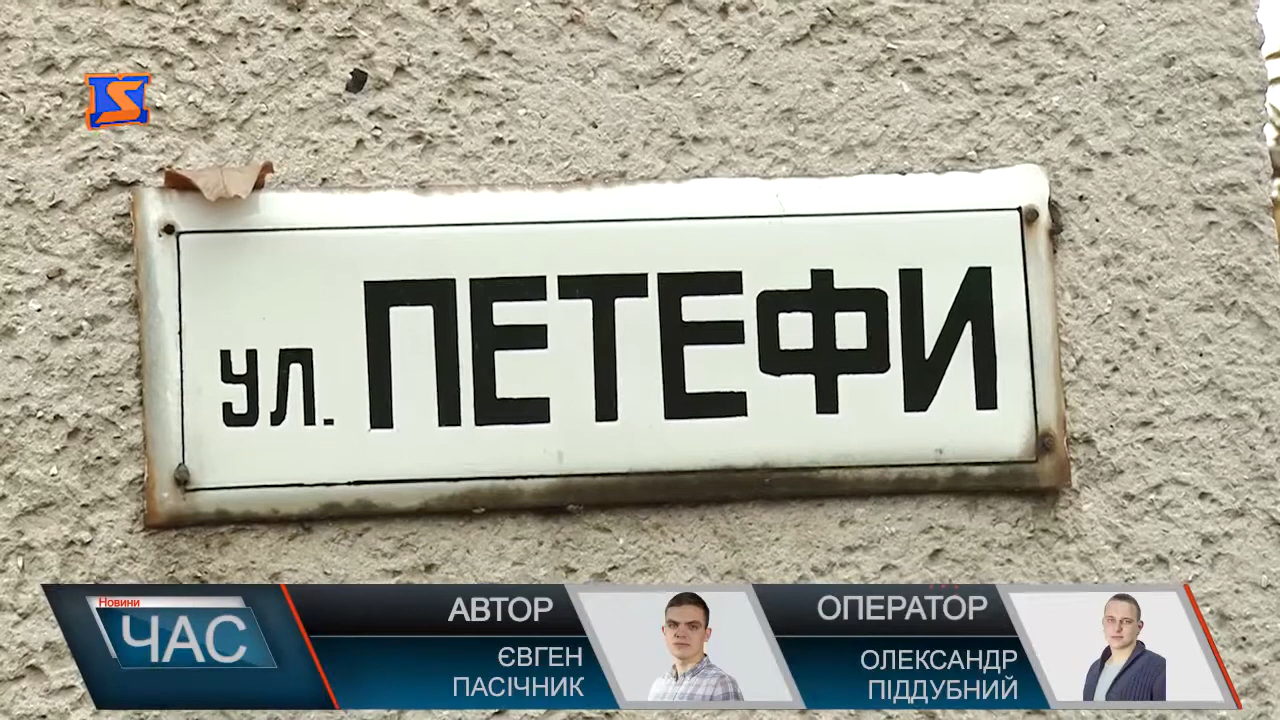 ул. ПЕТЕФИ
Новини
ЧАС
АВТОР
ЄВГЕН
ПАСІЧНИК
ОПЕРАТОР
ОЛЕКСАНДР
ПІДДУБНИЙ